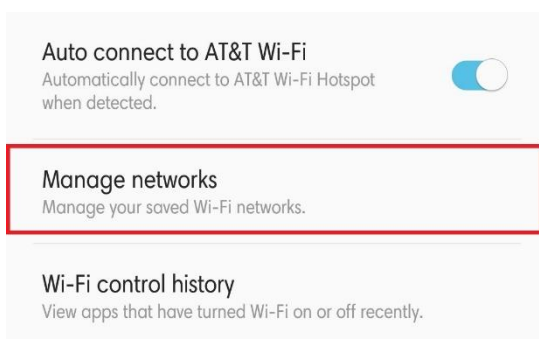 Auto connect to AT&T Wi-Fi
Automatically connect to AT&T Wi-Fi Hotspot
when detected.
Manage networks
Manage your saved Wi-Fi networks.
Wi-Fi control history
View apps that have turned Wi-Fi on or off recently.